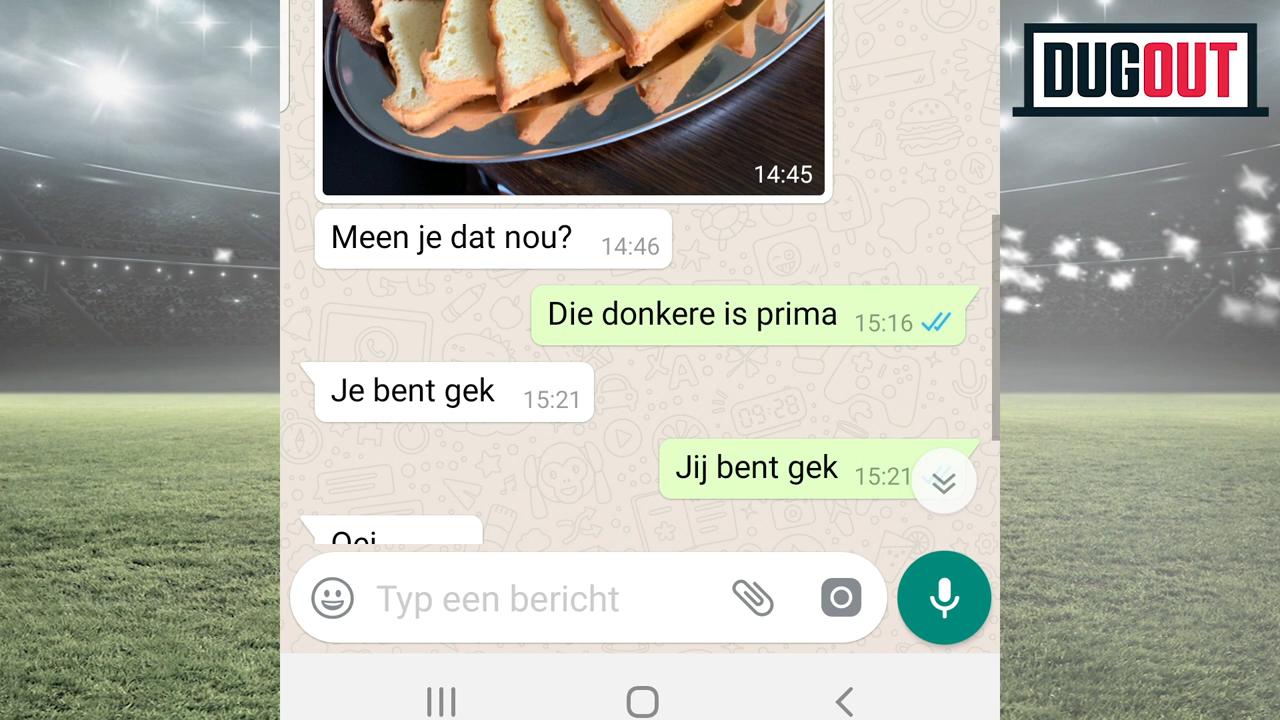 DUGOUT
14:45
Meen je dat nou? 14:46
Die donkere is prima 15:16
Je bent gek 15:21
Jij bent gek 15:21
Oei
Typ een bericht